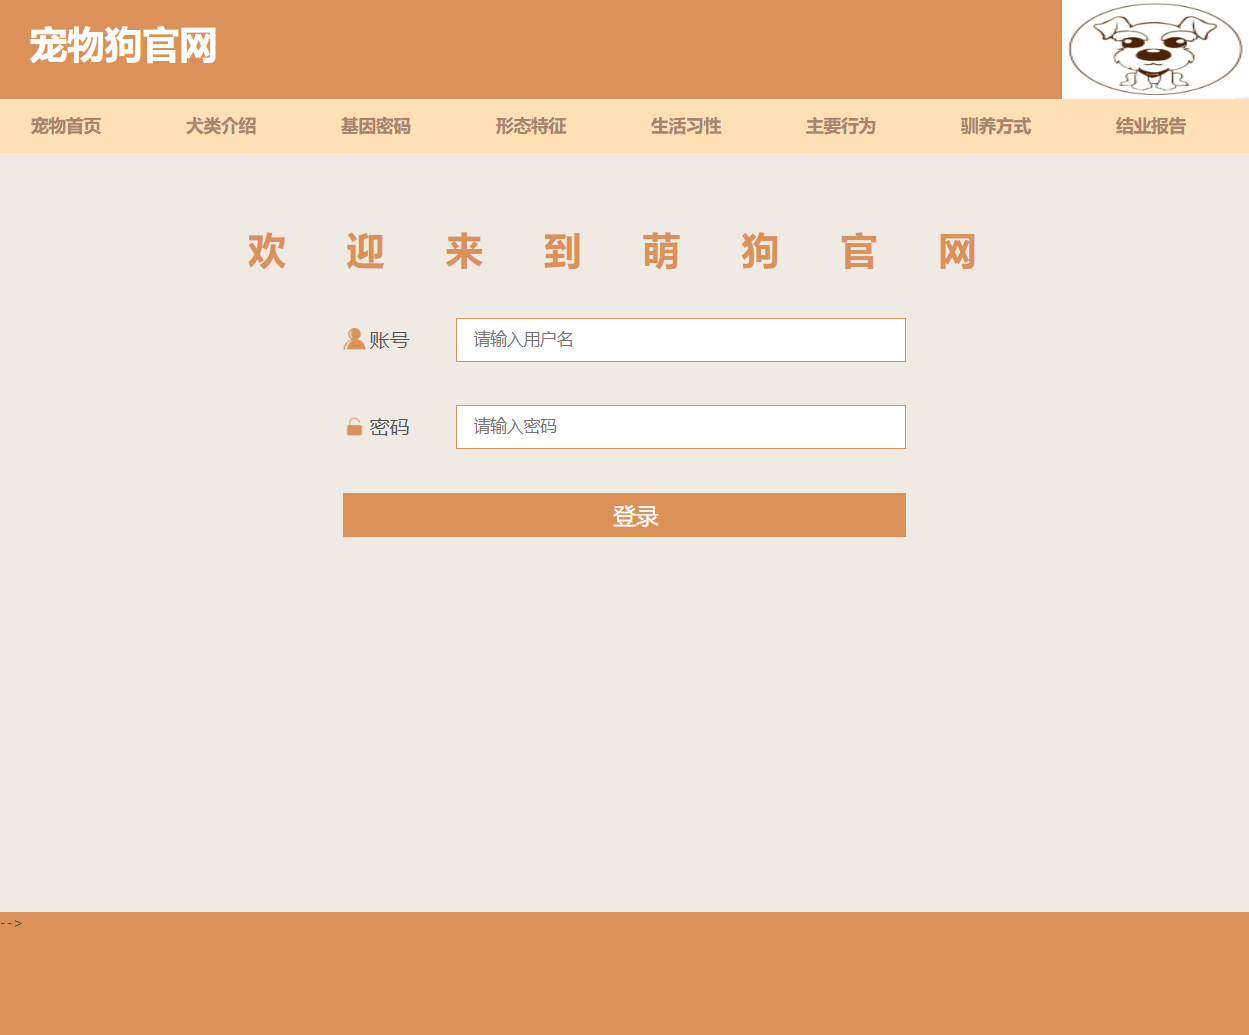 宠物狗官网
宠物首页 犬类介绍 基因密码 形态特征 生活习性 主要行为 驯养方式 结业报告
欢迎来到萌狗官网
账号 请输入用户名
密码 请输入密码
登录
-->